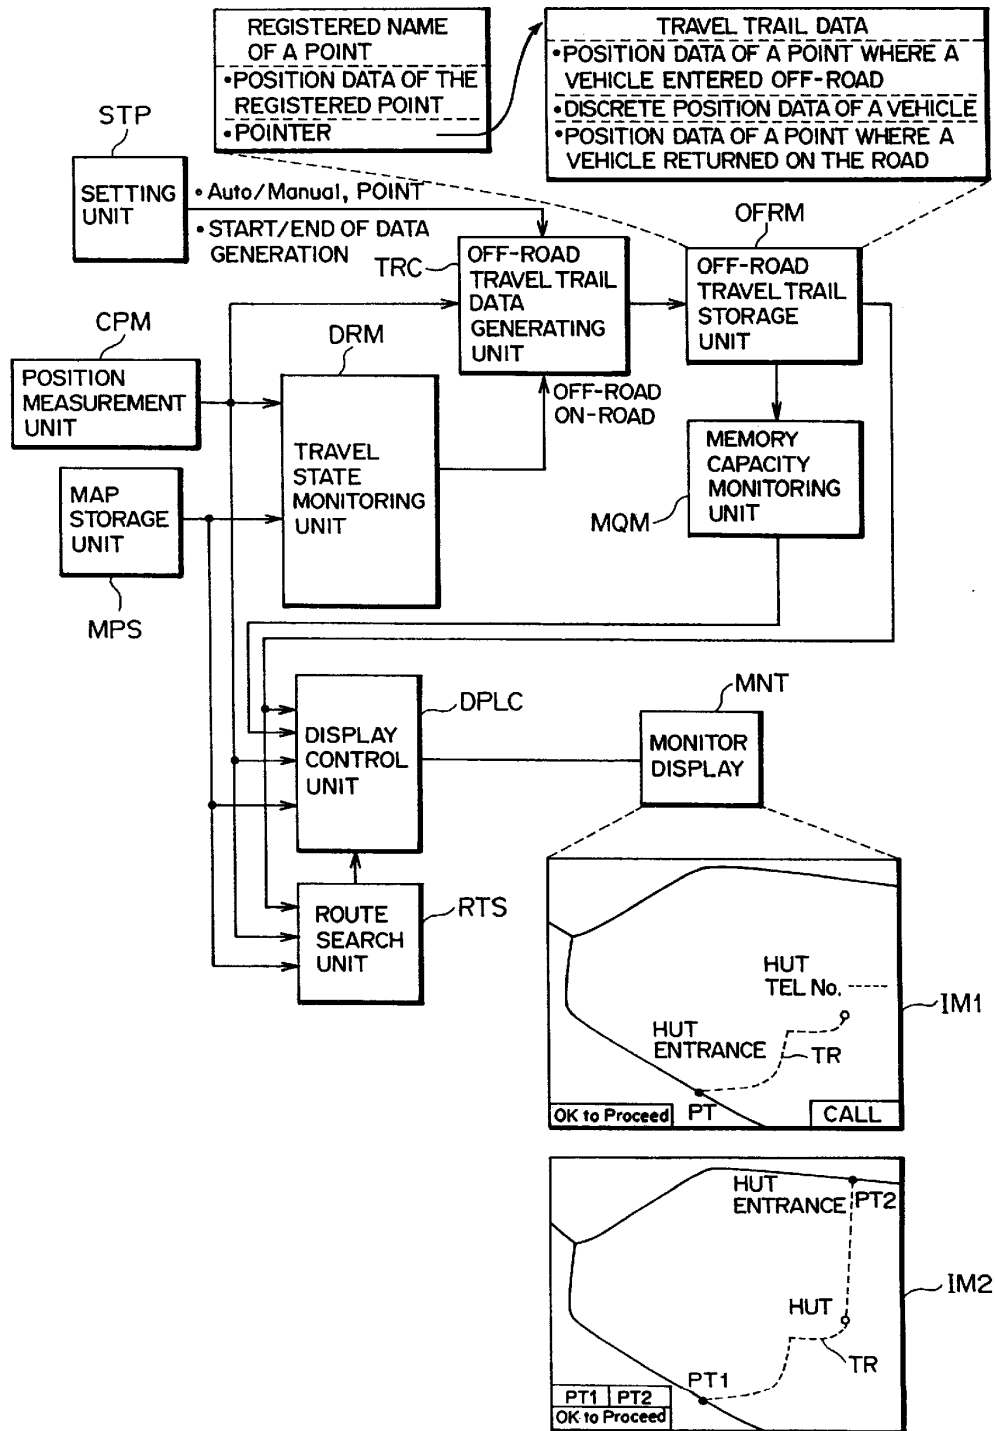 REGISTERED NAME
OF A POINT
•POSITION DATA OF THE
REGISTERED POINT
•POINTER
TRAVEL TRAIL DATA
•POSITION DATA OF A POINT WHERE A
VEHICLE ENTERED OFF-ROAD
•DISCRETE POSITION DATA OF A VEHICLE
•POSITION DATA OF A POINT WHERE A
VEHICLE RETURNED ON THE ROAD
STP
SETTING
UNIT
• Auto/Manual, POINT
• START/END OF DATA
GENERATION
TRC
OFF-ROAD
TRAVEL TRAIL
DATA
GENERATING
UNIT
OFRM
OFF-ROAD
TRAVEL TRAIL
STORAGE
UNIT
CPM
POSITION
MEASUREMENT
UNIT
DRM
TRAVEL
STATE
MONITORING
UNIT
OFF-ROAD
ON-ROAD
MEMORY
CAPACITY
MONITORING
UNIT
MQM
MAP
STORAGE
UNIT
MPS
DPLC
DISPLAY
CONTROL
UNIT
MNT
MONITOR
DISPLAY
RTS
ROUTE
SEARCH
UNIT
HUT
TEL No. -----
IM1
HUT
ENTRANCE
TR
OK to Proceed
PT
CALL
HUT
ENTRANCE
PT2
IM2
HUT
TR
PT1
PT1 PT2
OK to Proceed